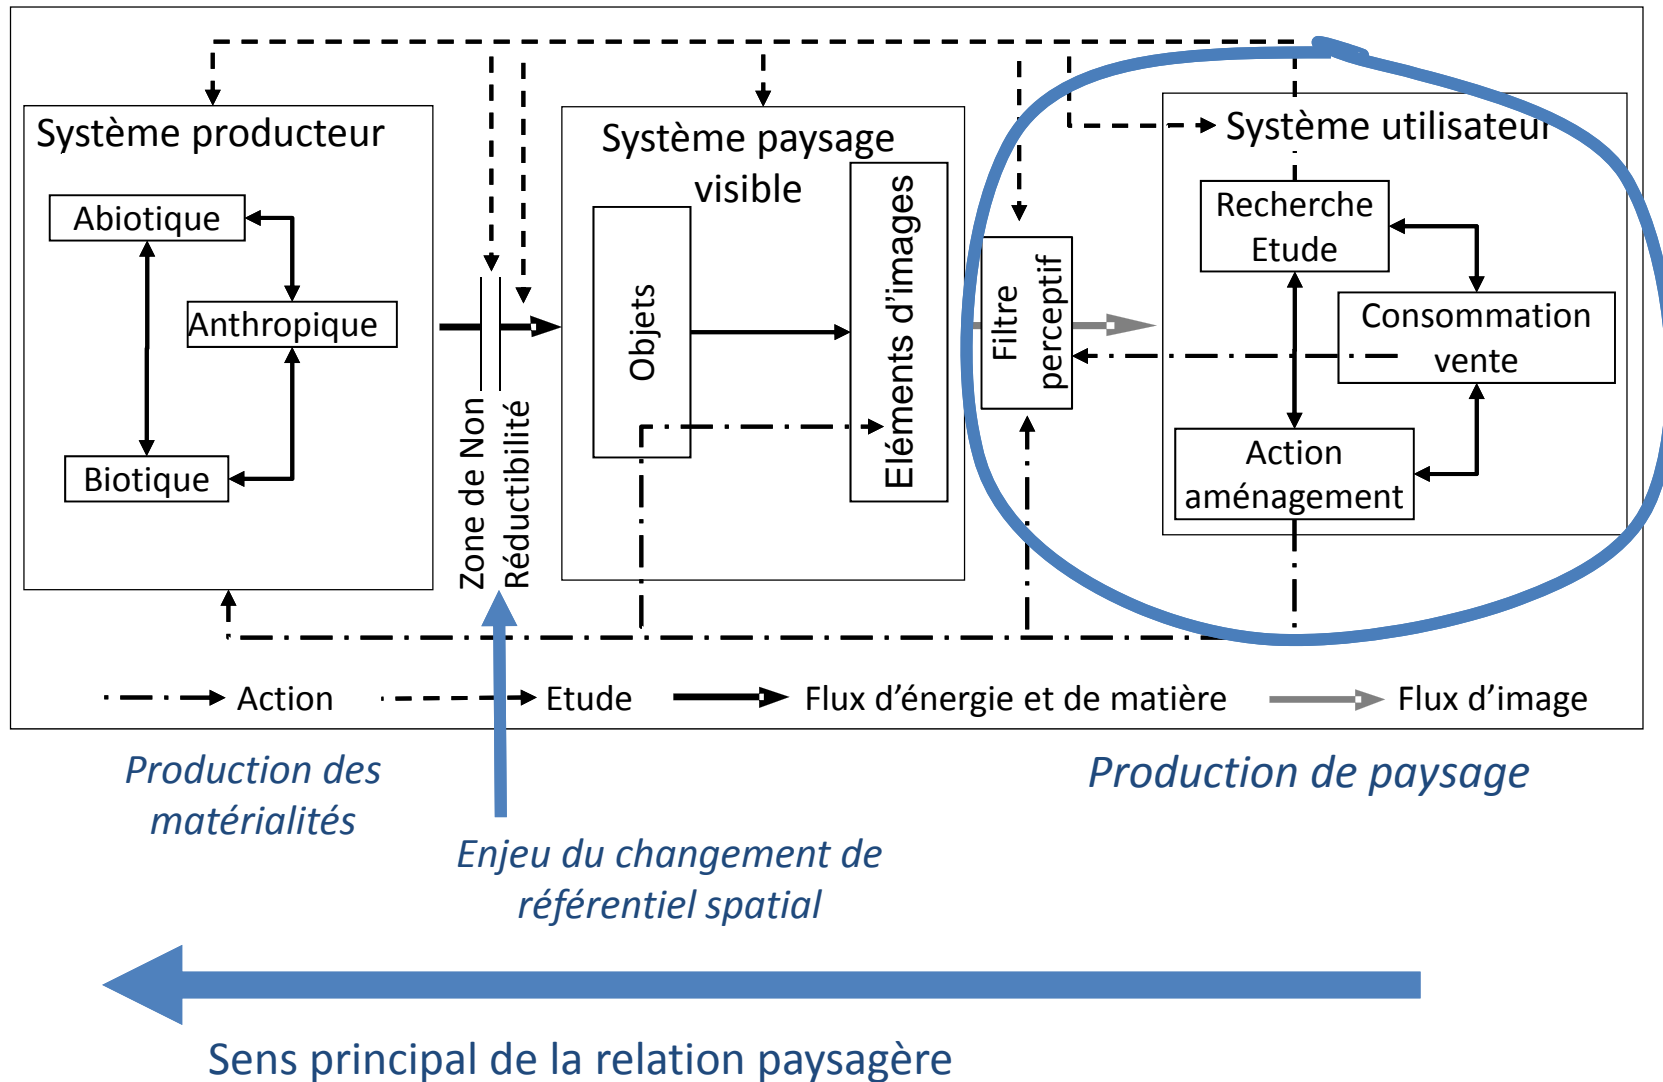 Système producteur
Abiotique
Anthropique
Biotique
Zone de Non
Réductibilité
Système paysage
visible
Objets
Eléments d'images
Filtre
perceptif
Système utilisateur
Recherche
Etude
Consommation
vente
Action
aménagement
Action
Etude
Flux d'énergie et de matière
Flux d'image
Production des
matérialités
Production de paysage
Enjeu du changement de
référentiel spatial
Sens principal de la relation paysagère